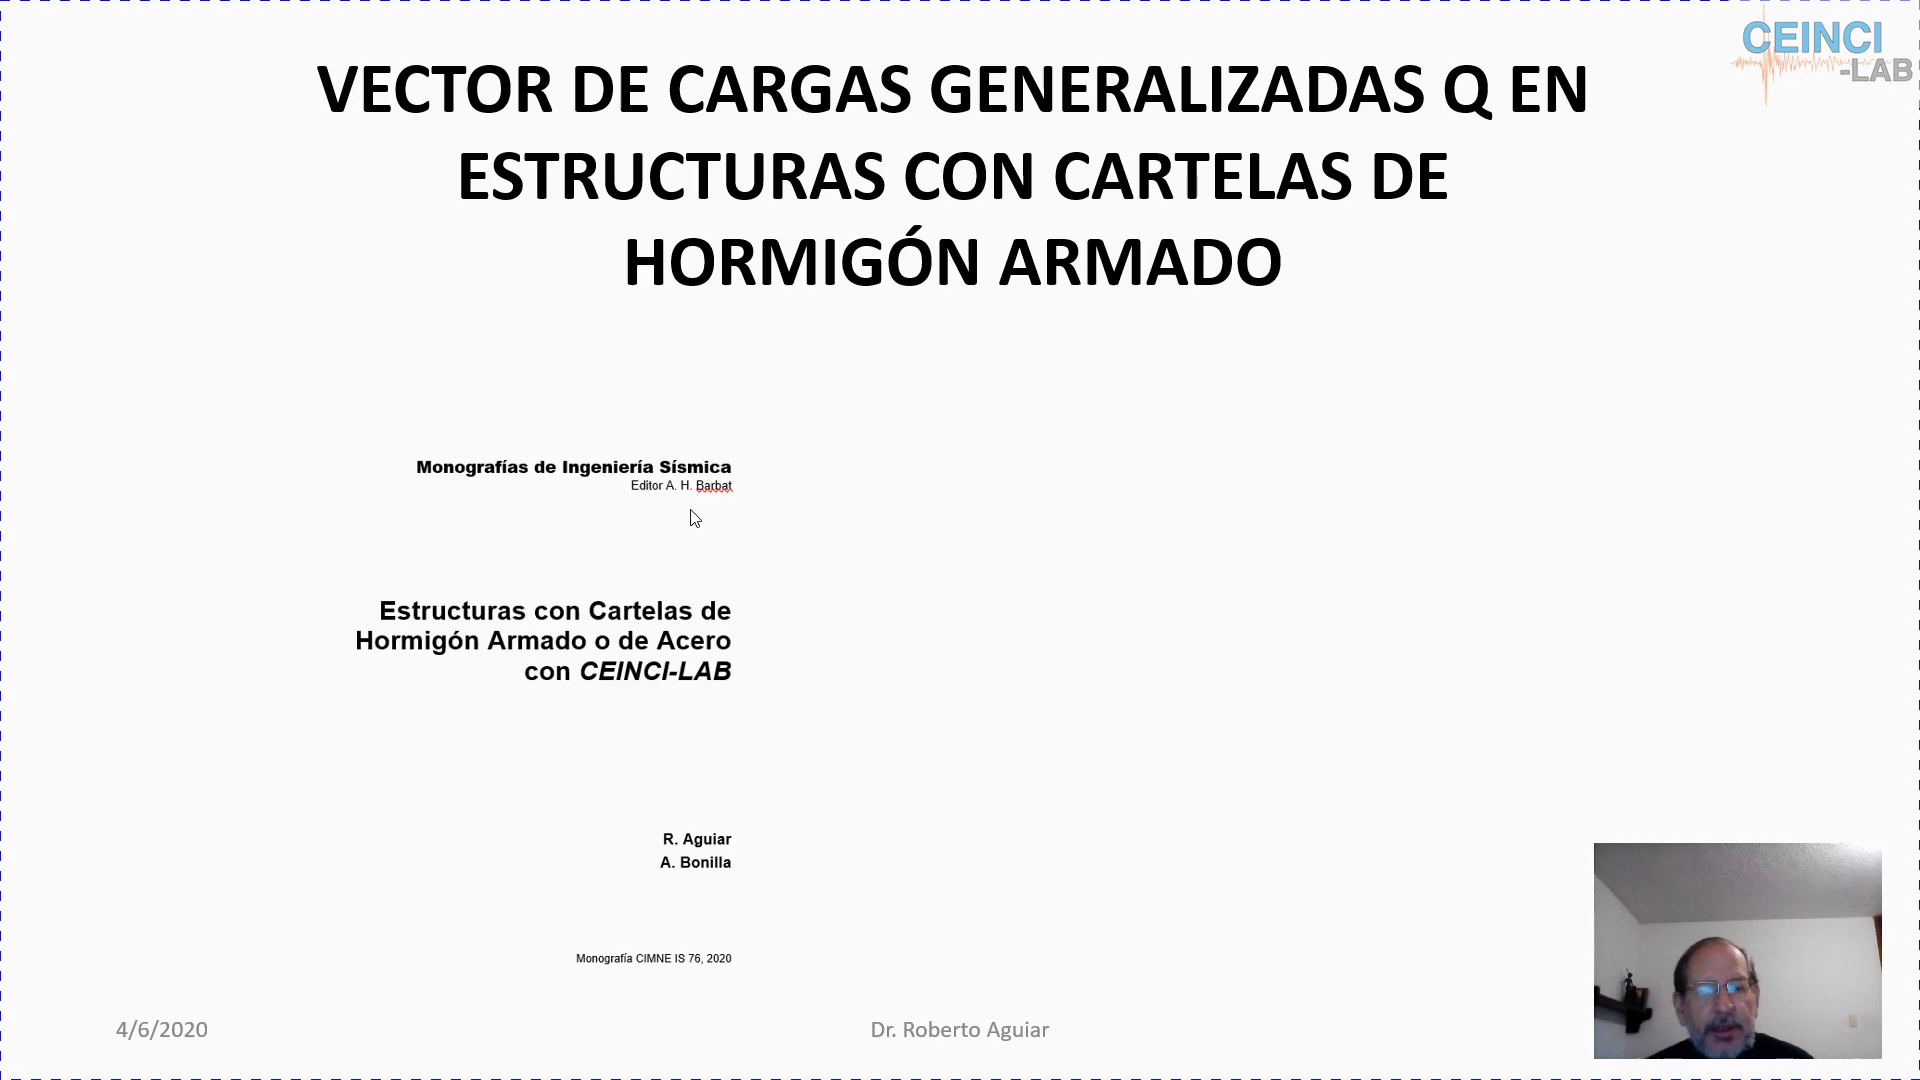 CEINCI
-LAB
VECTOR DE CARGAS GENERALIZADAS Q EN
ESTRUCTURAS CON CARTELAS DE
HORMIGÓN ARMADO
Monografías de Ingeniería Sísmica
Editor A. H. Barbat
Estructuras con Cartelas de
Hormigón Armado o de Acero
con CEINCI-LAB
R. Aguiar
A. Bonilla
Monografía CIMNE IS 76, 2020
4/6/2020
Dr. Roberto Aguiar